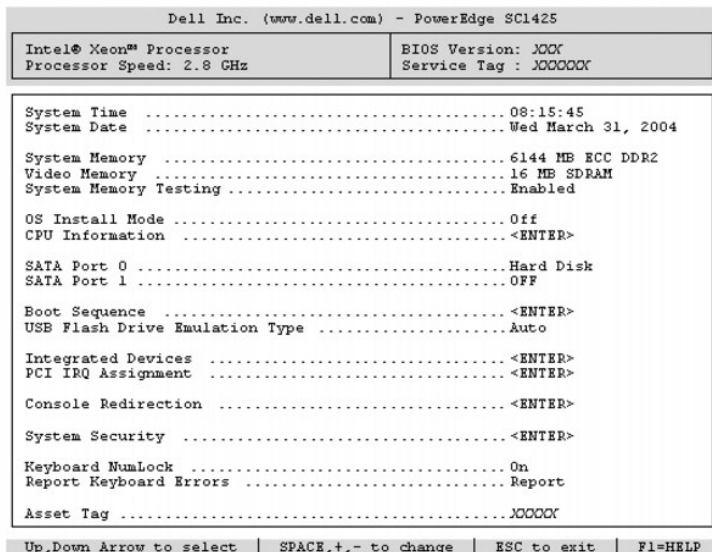 Dell Inc. (www.dell.com) - PowerEdge SC1425
Intel® Xeon™ Processor
Processor Speed: 2.8 GHz
BIOS Version: XXX
Service Tag : XXXXXX
System Time ........ 08:15:45
System Date ........ Wed March 31, 2004
System Memory ........ 6144 MB ECC DDR2
Video Memory ........ 16 MB SDRAM
System Memory Testing ........ Enabled
OS Install Mode ........ Off
CPU Information ........ <ENTER>
SATA Port 0 ........ Hard Disk
SATA Port 1 ........ OFF
Boot Sequence ........ <ENTER>
USB Flash Drive Emulation Type ........ Auto
Integrated Devices ........ <ENTER>
PCI IRQ Assignment ........ <ENTER>
Console Redirection ........ <ENTER>
System Security ........ <ENTER>
Keyboard NumLock ........ On
Report Keyboard Errors ........ Report
Asset Tag ........ XXXXX
Up,Down Arrow to select | SPACE,+,- to change | ESC to exit | F1=HELP